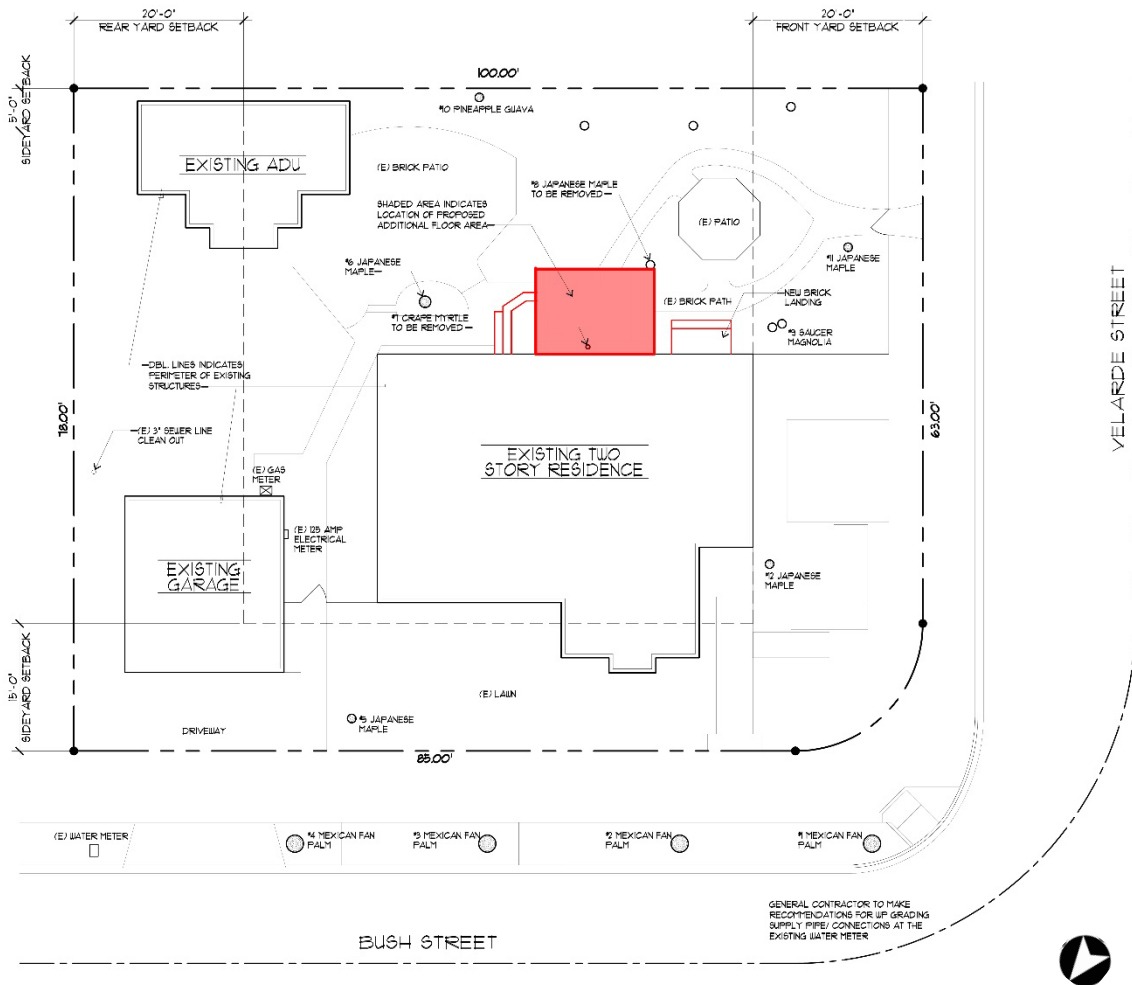 20'-0"
REAR YARD SETBACK
20'-0"
FRONT YARD SETBACK
100.00'
5'-0"
SIDEYARD SETBACK
#10 PINEAPPLE GUAVA
EXISTING ADU
(E) BRICK PATIO
#8 JAPANESE MAPLE
TO BE REMOVED
SHADED AREA INDICATES
LOCATION OF PROPOSED
ADDITIONAL FLOOR AREA
(E) PATIO
#11 JAPANESE
MAPLE
#6 JAPANESE
MAPLE
(E) BRICK PATH
NEW BRICK
LANDING
#7 CRAPE MYRTLE
TO BE REMOVED
#9 SAUCER
MAGNOLIA
VELARDE STREET
DBL. LINES INDICATES
PERIMETER OF EXISTING
STRUCTURES
78.00'
63.00'
(E) 3" SEWER LINE
CLEAN OUT
EXISTING TWO
STORY RESIDENCE
(E) GAS
METER
(E) 125 AMP
ELECTRICAL
METER
EXISTING
GARAGE
#12 JAPANESE
MAPLE
15'-0"
SIDEYARD SETBACK
(E) LAWN
#5 JAPANESE
MAPLE
DRIVEWAY
85.00'
(E) WATER METER
#4 MEXICAN FAN
PALM
#3 MEXICAN FAN
PALM
#2 MEXICAN FAN
PALM
#1 MEXICAN FAN
PALM
GENERAL CONTRACTOR TO MAKE
RECOMMENDATIONS FOR UP GRADING
SUPPLY PIPE/ CONNECTIONS AT THE
EXISTING WATER METER
BUSH STREET